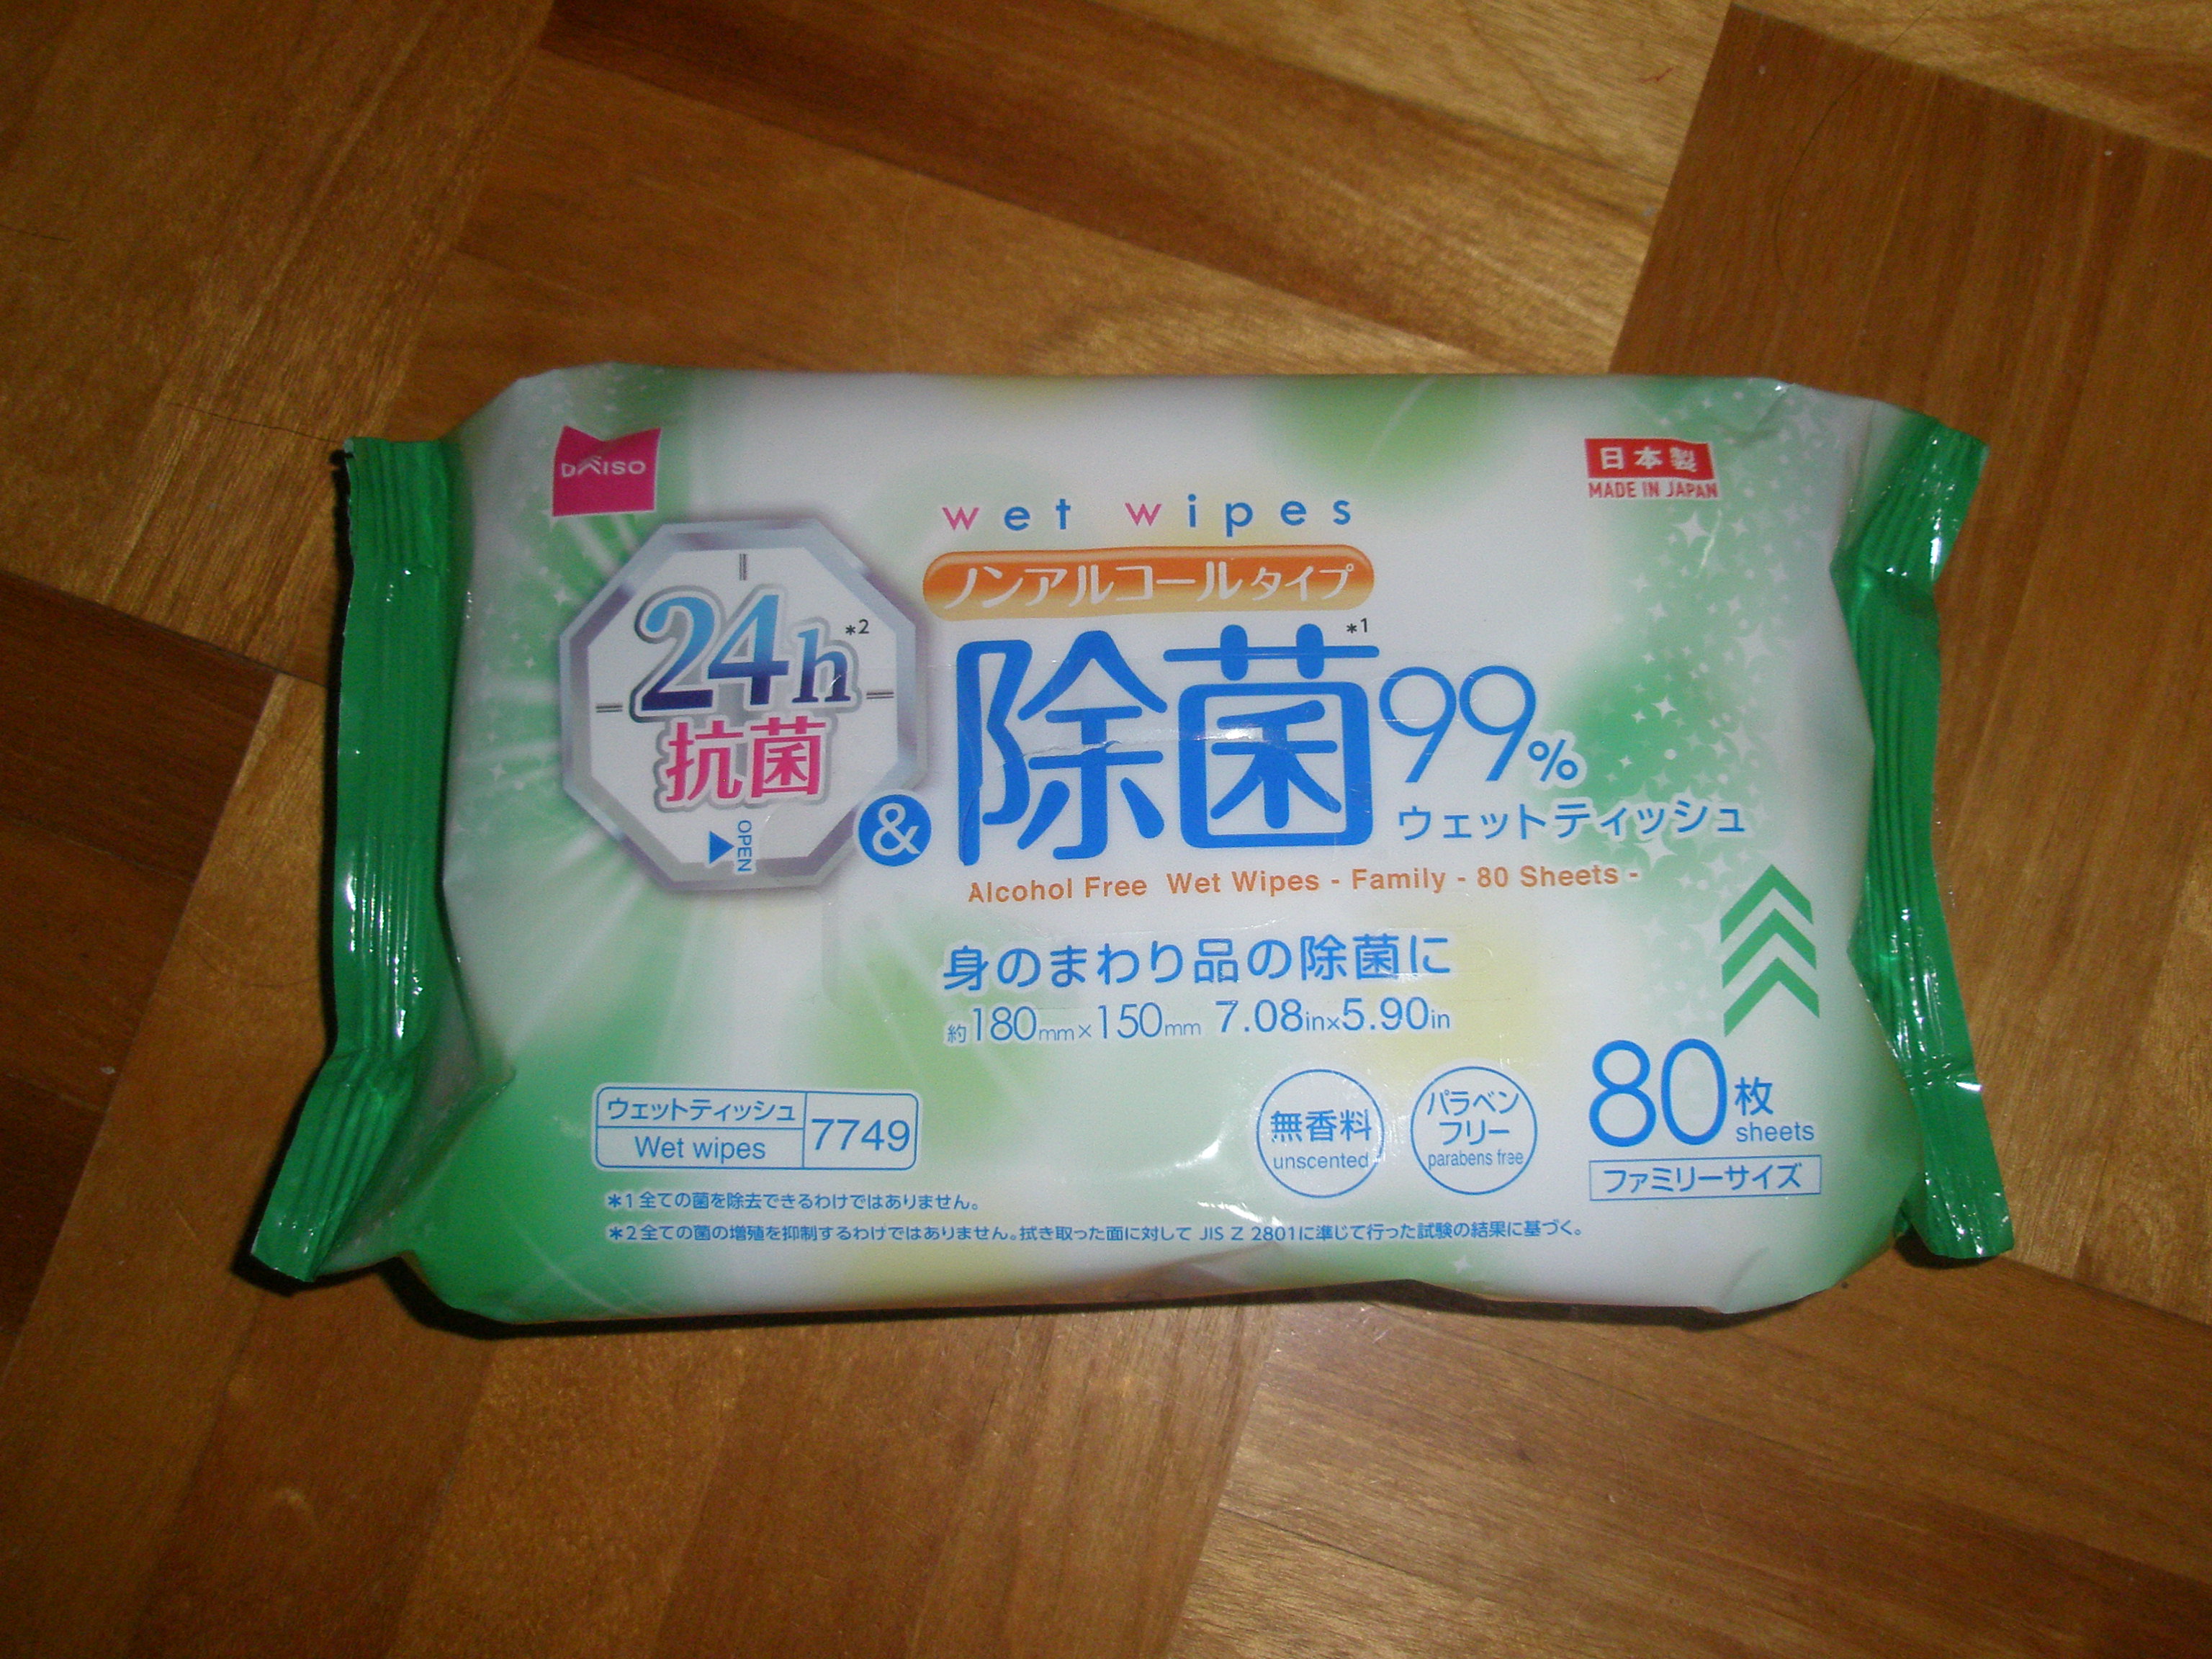 DAISO
日本製
MADE IN JAPAN
wet wipes
ノンアルコールタイプ
24h*2
抗菌
OPEN
&
除菌*1 99%
ウェットティッシュ
Alcohol Free Wet Wipes - Family - 80 Sheets -
身のまわり品の除菌に
約180mm×150mm 7.08in×5.90in
ウェットティッシュ
Wet wipes
7749
無香料
unscented
パラベン
フリー
parabens free
80枚
sheets
ファミリーサイズ
*1 全ての菌を除去できるわけではありません。
*2 全ての菌の増殖を抑制するわけではありません。拭き取った面に対して JIS Z 2801に準じて行った試験の結果に基づく。